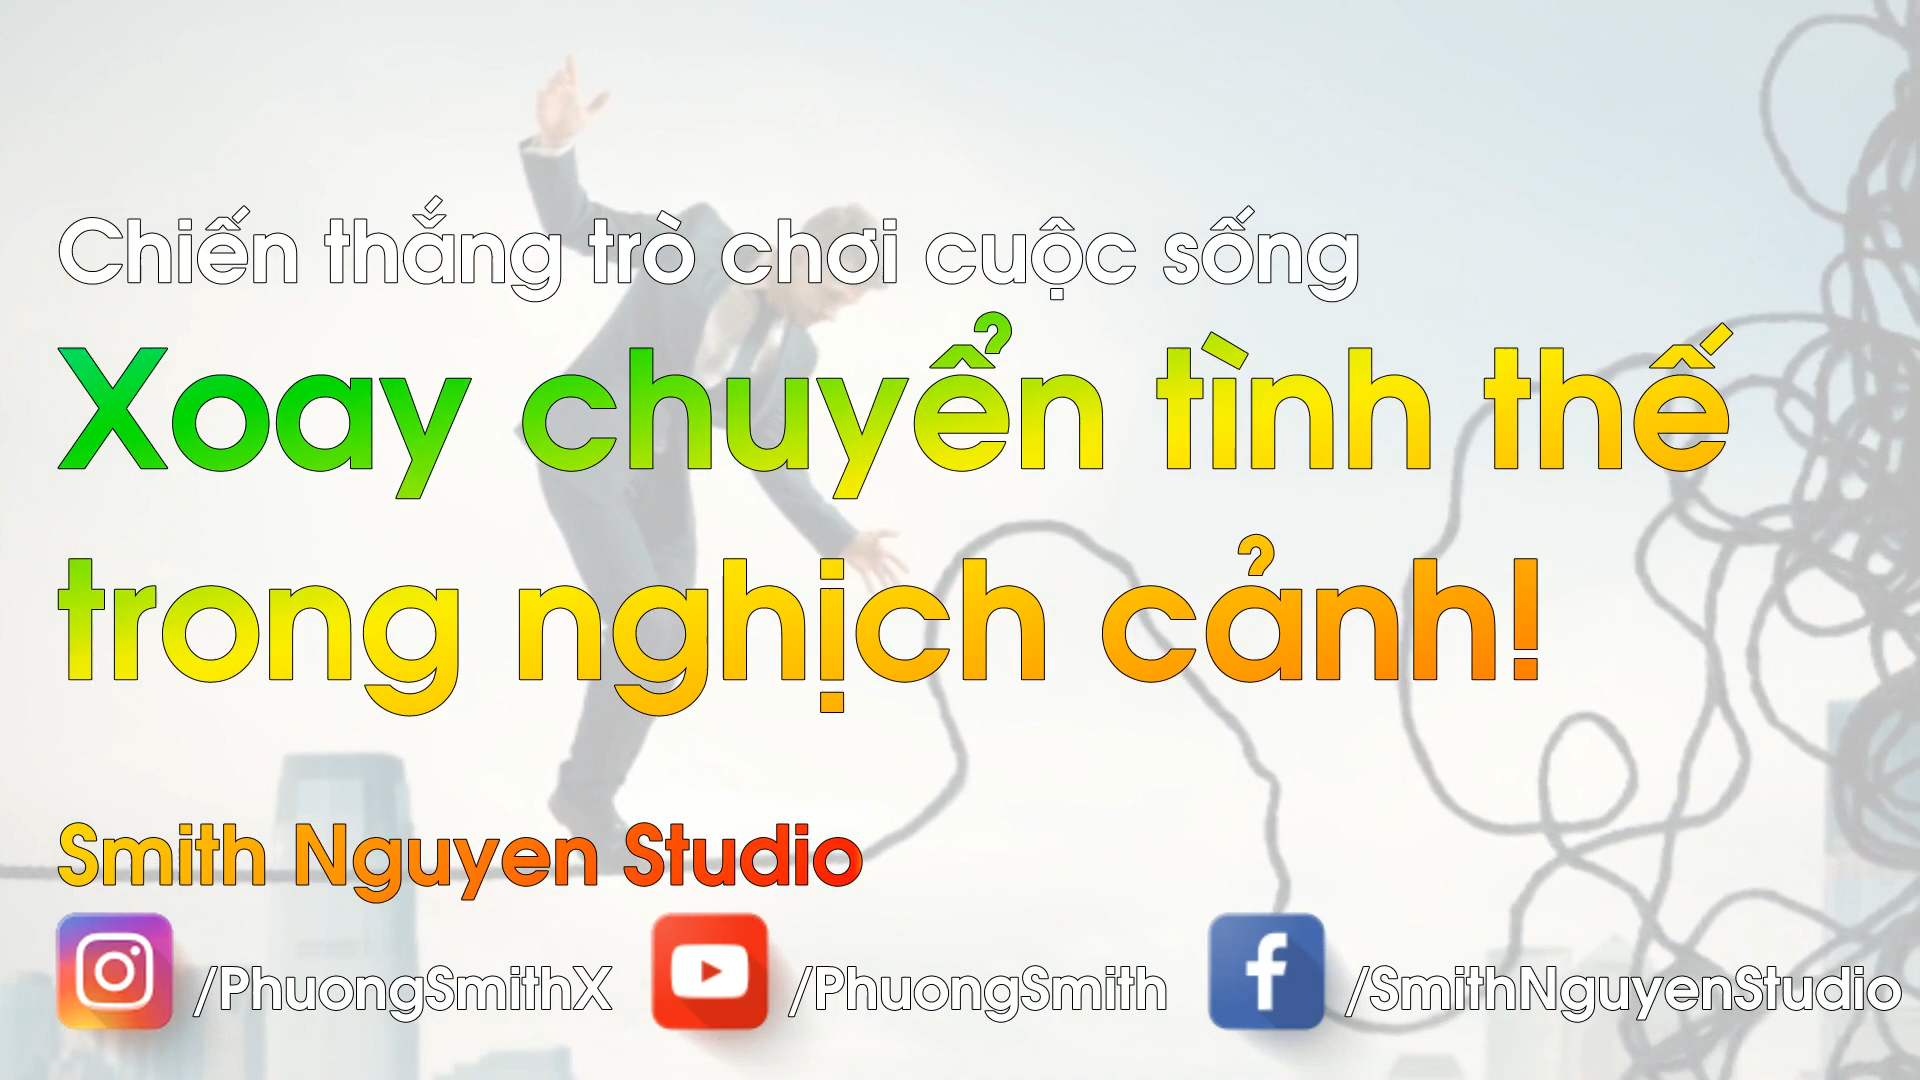 Chiến thắng trò chơi cuộc sống
Xoay chuyển tình thế
trong nghịch cảnh!
Smith Nguyen Studio
/PhuongSmithX /PhuongSmith /SmithNguyenStudio